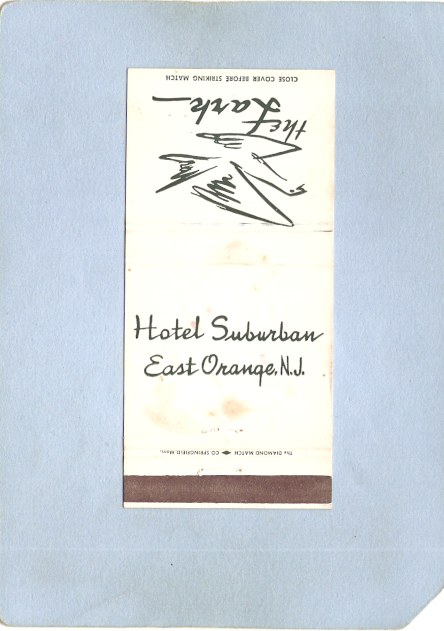 CLOSE COVER BEFORE STRIKING MATCH
the Lark
Hotel Suburban
East Orange, N.J.
The DIAMOND MATCH CO SPRINGFIELD Mass.